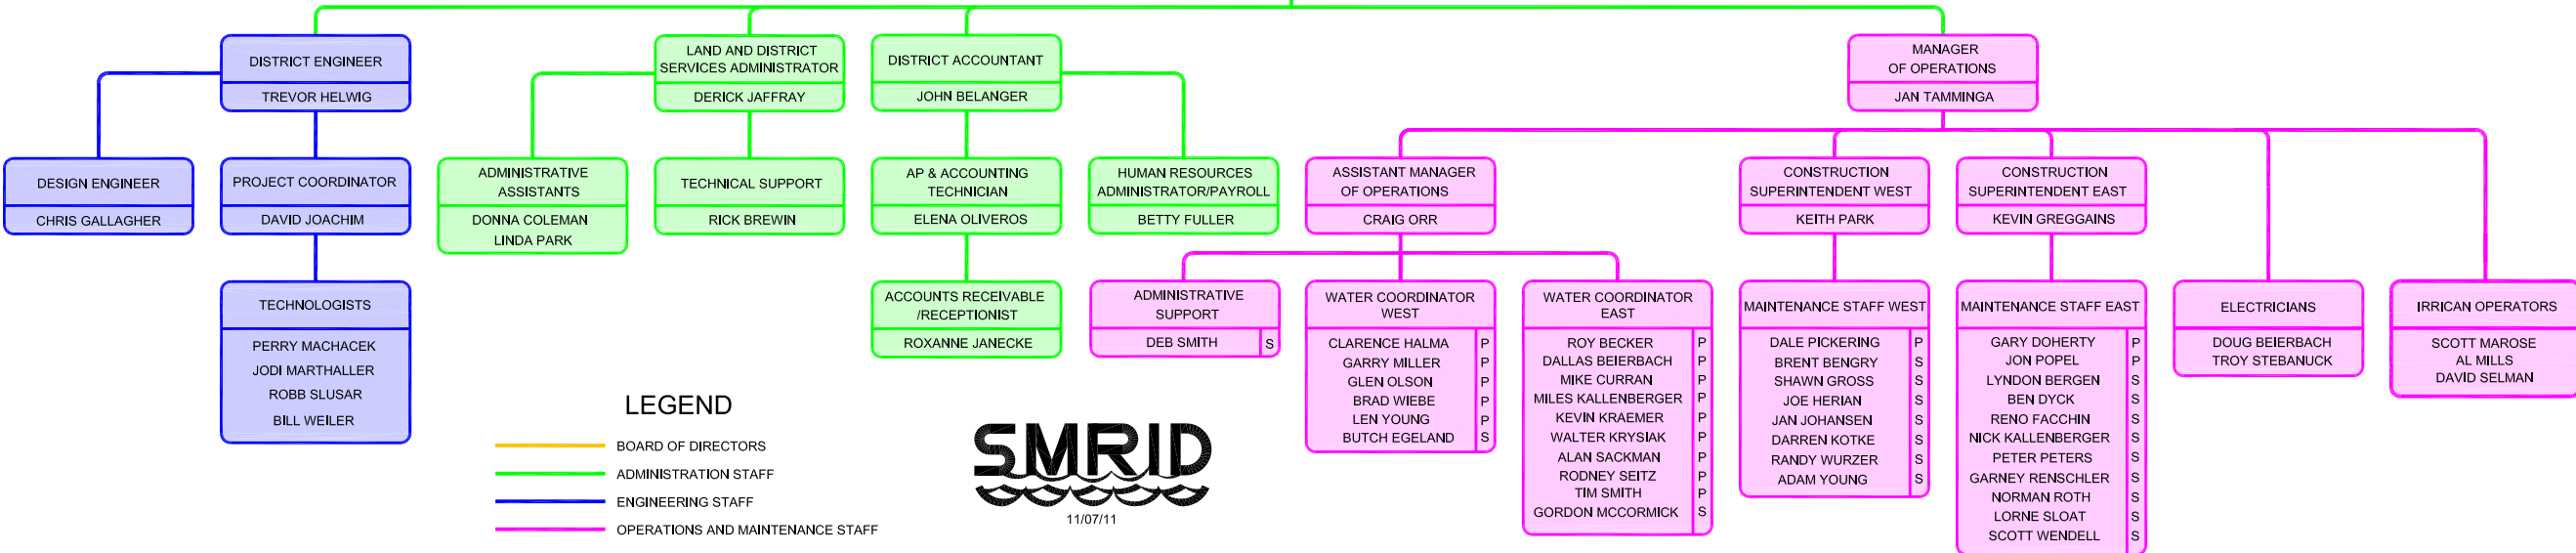 DISTRICT ENGINEER
TREVOR HELWIG
LAND AND DISTRICT
SERVICES ADMINISTRATOR
DERICK JAFFRAY
DISTRICT ACCOUNTANT
JOHN BELANGER
MANAGER
OF OPERATIONS
JAN TAMMINGA
DESIGN ENGINEER
CHRIS GALLAGHER
PROJECT COORDINATOR
DAVID JOACHIM
ADMINISTRATIVE
ASSISTANTS
DONNA COLEMAN
LINDA PARK
TECHNICAL SUPPORT
RICK BREWIN
AP & ACCOUNTING
TECHNICIAN
ELENA OLIVEROS
HUMAN RESOURCES
ADMINISTRATOR/PAYROLL
BETTY FULLER
ASSISTANT MANAGER
OF OPERATIONS
CRAIG ORR
CONSTRUCTION
SUPERINTENDENT WEST
KEITH PARK
CONSTRUCTION
SUPERINTENDENT EAST
KEVIN GREGGAINS
TECHNOLOGISTS
PERRY MACHACEK
JODI MARTHALLER
ROBB SLUSAR
BILL WEILER
ACCOUNTS RECEIVABLE
/RECEPTIONIST
ROXANNE JANECKE
ADMINISTRATIVE
SUPPORT
DEB SMITH S
WATER COORDINATOR
WEST
CLARENCE HALMA P
GARRY MILLER P
GLEN OLSON P
BRAD WIEBE P
LEN YOUNG P
BUTCH EGELAND S
WATER COORDINATOR
EAST
ROY BECKER P
DALLAS BEIERBACH P
MIKE CURRAN P
MILES KALLENBERGER P
KEVIN KRAEMER P
WALTER KRYSIAK P
ALAN SACKMAN P
RODNEY SEITZ P
TIM SMITH P
GORDON MCCORMICK S
MAINTENANCE STAFF WEST
DALE PICKERING P
BRENT BENGRY S
SHAWN GROSS S
JOE HERIAN S
JAN JOHANSEN S
DARREN KOTKE S
RANDY WURZER S
ADAM YOUNG S
MAINTENANCE STAFF EAST
GARY DOHERTY P
JON POPEL P
LYNDON BERGEN S
BEN DYCK S
RENO FACCHIN S
NICK KALLENBERGER S
PETER PETERS S
GARNEY RENSCHLER S
NORMAN ROTH S
LORNE SLOAT S
SCOTT WENDELL S
ELECTRICIANS
DOUG BEIERBACH
TROY STEBANUCK
IRRICAN OPERATORS
SCOTT MAROSE
AL MILLS
DAVID SELMAN
LEGEND
BOARD OF DIRECTORS
ADMINISTRATION STAFF
ENGINEERING STAFF
OPERATIONS AND MAINTENANCE STAFF
SMRID
11/07/11